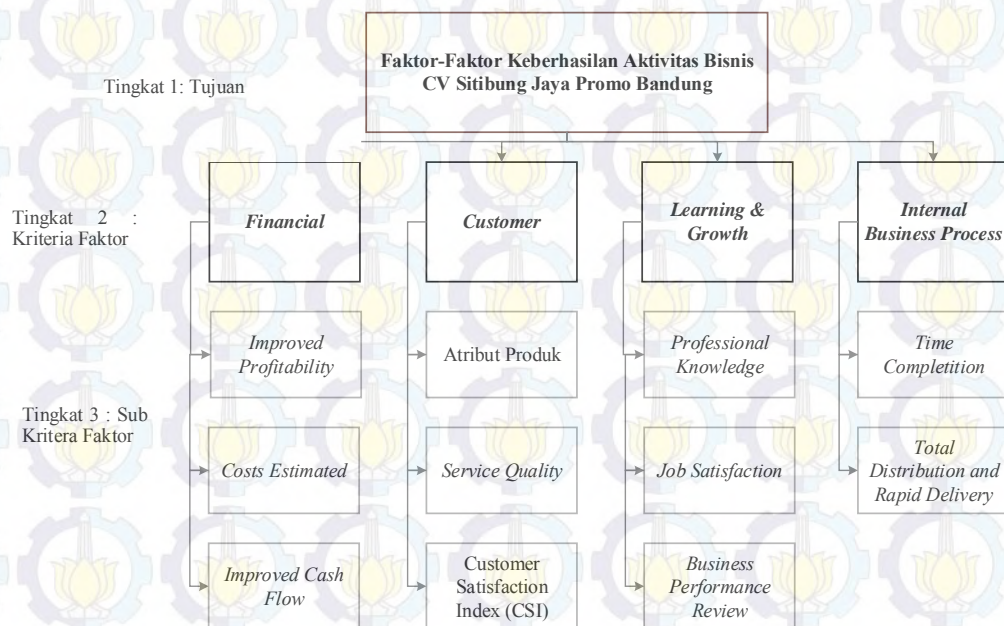 Faktor-Faktor Keberhasilan Aktivitas Bisnis
CV Sitibung Jaya Promo Bandung
Tingkat 1: Tujuan
Tingkat 2 :
Kriteria Faktor
Financial
Customer
Learning &
Growth
Internal
Business Process
Improved
Profitability
Atribut Produk
Professional
Knowledge
Time
Completition
Tingkat 3 : Sub
Kritera Faktor
Costs Estimated
Service Quality
Job Satisfaction
Total
Distribution and
Rapid Delivery
Improved Cash
Flow
Customer
Satisfaction
Index (CSI)
Business
Performance
Review